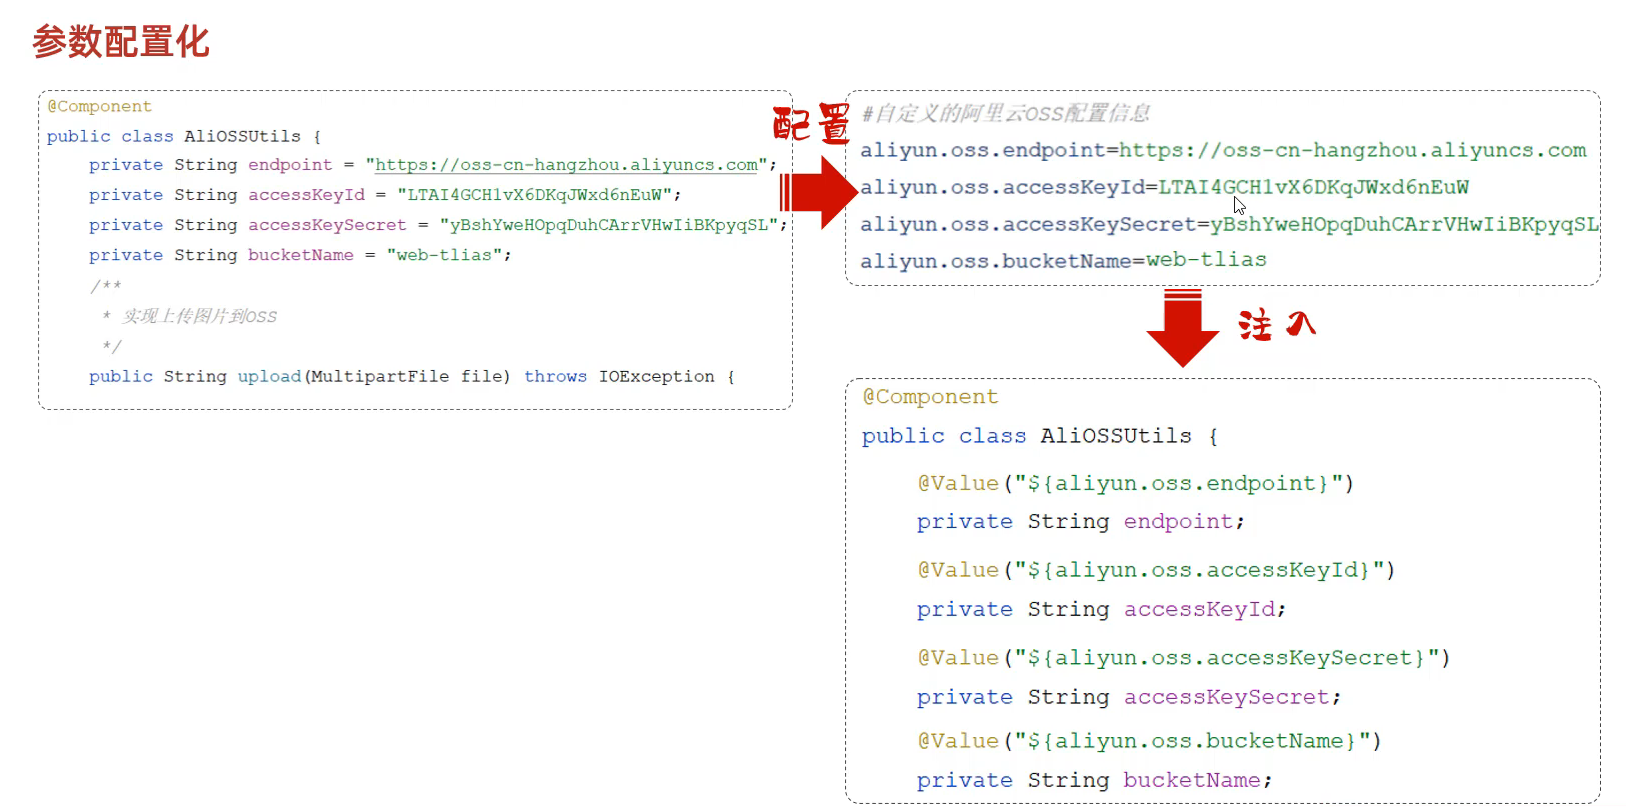 参数配置化
@Component
public class AliOSSUtils {
private String endpoint = "https://oss-cn-hangzhou.aliyuncs.com";
private String accessKeyId = "LTAI4GCH1vX6DKqJWxd6nEuW";
private String accessKeySecret = "yBshYweHOpqDuhCArrVHwIiBKpyqSL";
private String bucketName = "web-tlias";
/**
* 实现上传图片到OSS
*/
public String upload(MultipartFile file) throws IOException {
配置
#自定义的阿里云OSS配置信息
aliyun.oss.endpoint=https://oss-cn-hangzhou.aliyuncs.com
aliyun.oss.accessKeyId=LTAI4GCH1vX6DKqJWxd6nEuW
aliyun.oss.accessKeySecret=yBshYweHOpqDuhCArrVHwIiBKpyqSL
aliyun.oss.bucketName=web-tlias
注入
@Component
public class AliOSSUtils {
@Value("${aliyun.oss.endpoint}")
private String endpoint;
@Value("${aliyun.oss.accessKeyId}")
private String accessKeyId;
@Value("${aliyun.oss.accessKeySecret}")
private String accessKeySecret;
@Value("${aliyun.oss.bucketName}")
private String bucketName;